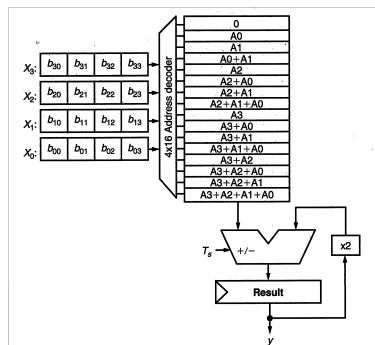 0
A0
A1
A0+A1
A2
A2+A0
A2+A1
A2+A1+A0
A3
A3+A0
A3+A1
A3+A1+A0
A3+A2
A3+A2+A0
A3+A2+A1
A3+A2+A1+A0
X3: b30 b31 b32 b33
X2: b20 b21 b22 b23
X1: b10 b11 b12 b13
X0: b00 b01 b02 b03
4x16 Address decoder
Ts +/−
x2
Result
y